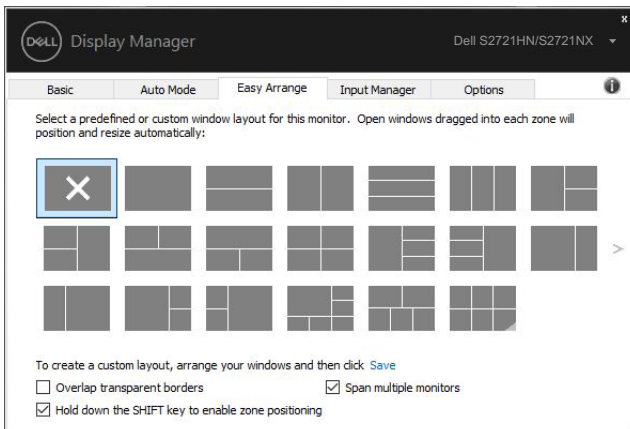 x
DELL Display Manager
Dell S2721HN/S2721NX
Basic Auto Mode Easy Arrange Input Manager Options
Select a predefined or custom window layout for this monitor. Open windows dragged into each zone will
position and resize automatically:
>
To create a custom layout, arrange your windows and then click Save
Overlap transparent borders
Span multiple monitors
Hold down the SHIFT key to enable zone positioning